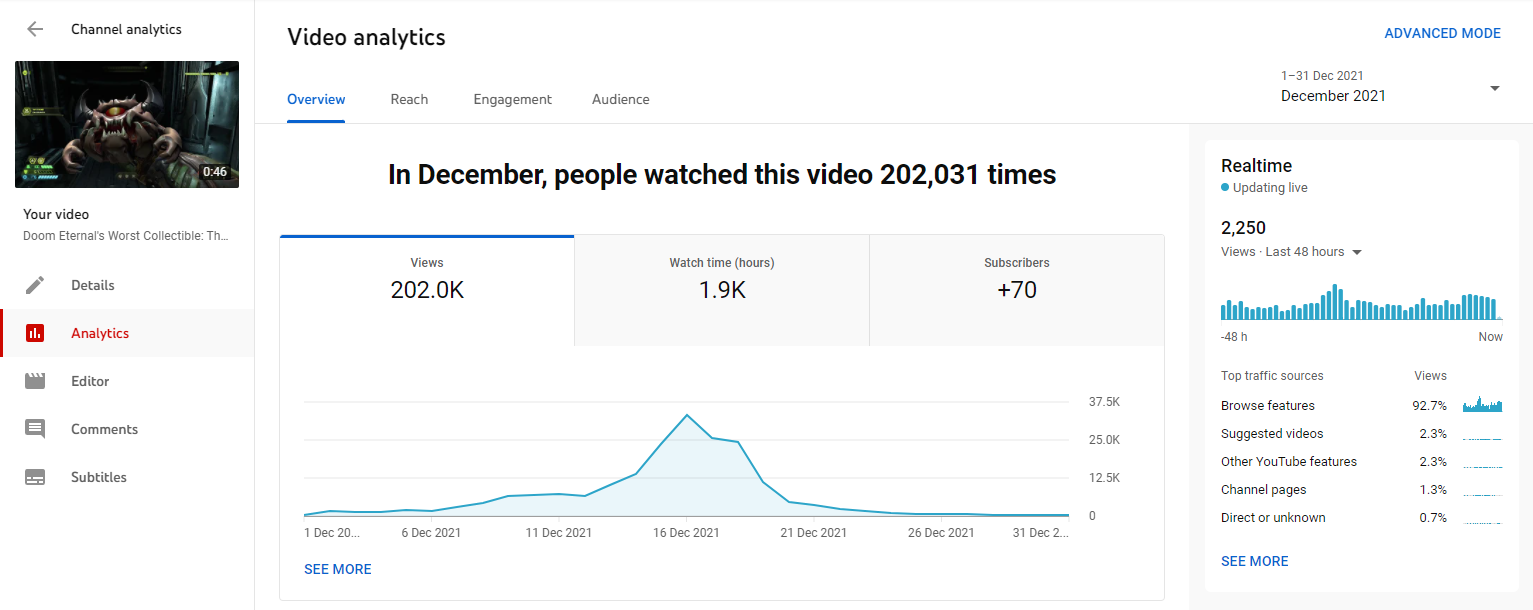 Channel analytics
0:46
Your video
Doom Eternal's Worst Collectible: Th...
Details
Analytics
Editor
Comments
Subtitles
Video analytics
ADVANCED MODE
Overview
Reach
Engagement
Audience
1–31 Dec 2021
December 2021
In December, people watched this video 202,031 times
Views
202.0K
Watch time (hours)
1.9K
Subscribers
+70
37.5K
25.0K
12.5K
0
1 Dec 20...
6 Dec 2021
11 Dec 2021
16 Dec 2021
21 Dec 2021
26 Dec 2021
31 Dec 2...
SEE MORE
Realtime
Updating live
2,250
Views · Last 48 hours
-48 h
Now
Top traffic sources
Views
Browse features
92.7%
Suggested videos
2.3%
Other YouTube features
2.3%
Channel pages
1.3%
Direct or unknown
0.7%
SEE MORE